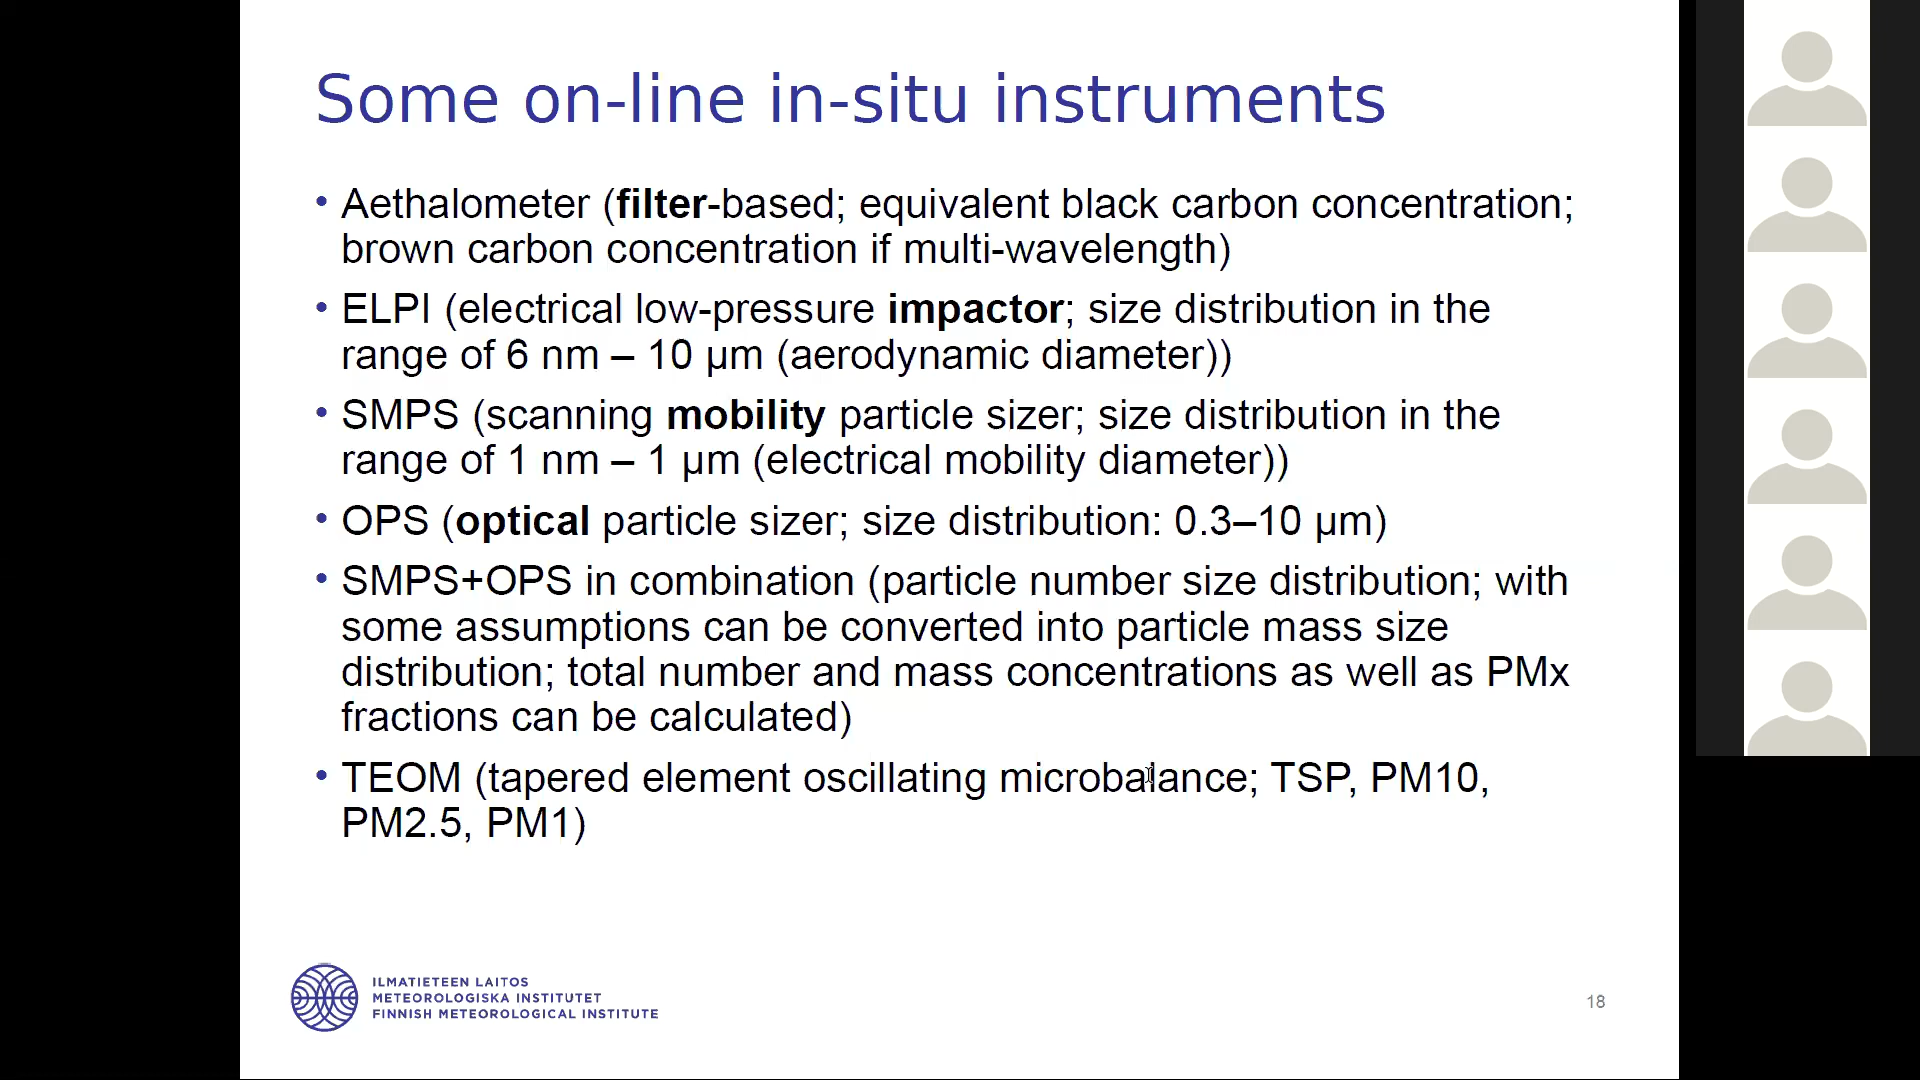 Some on-line in-situ instruments
• Aethalometer (filter-based; equivalent black carbon concentration;
brown carbon concentration if multi-wavelength)
• ELPI (electrical low-pressure impactor; size distribution in the
range of 6 nm – 10 µm (aerodynamic diameter))
• SMPS (scanning mobility particle sizer; size distribution in the
range of 1 nm – 1 µm (electrical mobility diameter))
• OPS (optical particle sizer; size distribution: 0.3–10 µm)
• SMPS+OPS in combination (particle number size distribution; with
some assumptions can be converted into particle mass size
distribution; total number and mass concentrations as well as PMx
fractions can be calculated)
• TEOM (tapered element oscillating microbalance; TSP, PM10,
PM2.5, PM1)
ILMATIETEEN LAITOS
METEOROLOGISKA INSTITUTET
FINNISH METEOROLOGICAL INSTITUTE
18